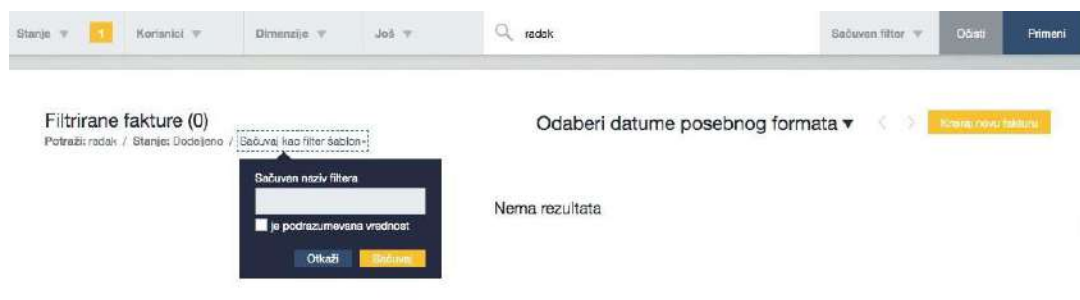 Stanje 1 Korisnici Dimenzije Još radak Sačuvan filter Očisti Primeni
Filtrirane fakture (0)
Potraži: radak / Stanje: Dodeljeno / Sačuvaj kao filter šablon
Odaberi datume posebnog formata
Kreiraj novu fakturu
Sačuvan naziv filtera
je podrazumevana vrednost
Otkaži Sačuvaj
Nema rezultata